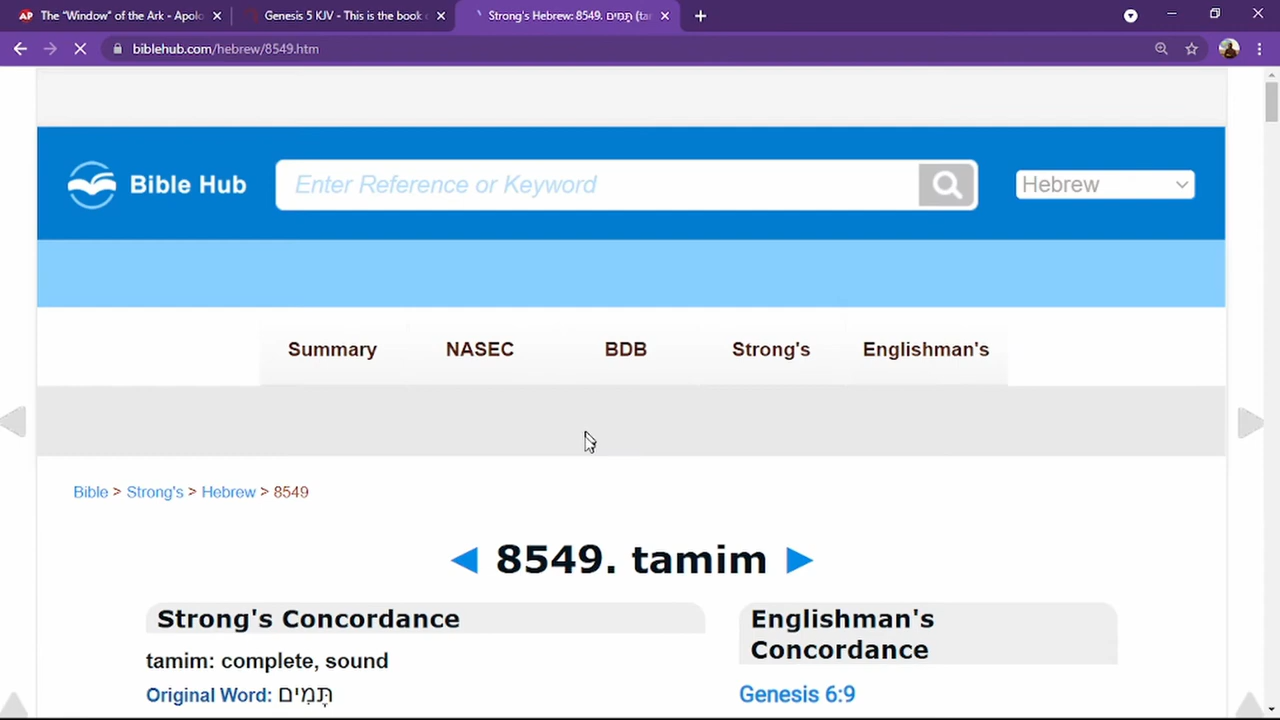 The "Window" of the Ark - Apolo
Genesis 5 KJV - This is the book
Strong's Hebrew: 8549. תָּמִים (tar
biblehub.com/hebrew/8549.htm
Bible Hub
Enter Reference or Keyword
Hebrew
Summary
NASEC
BDB
Strong's
Englishman's
Bible > Strong's > Hebrew > 8549
◀ 8549. tamim ▶
Strong's Concordance
tamim: complete, sound
Original Word: תָּמִים
Englishman's
Concordance
Genesis 6:9